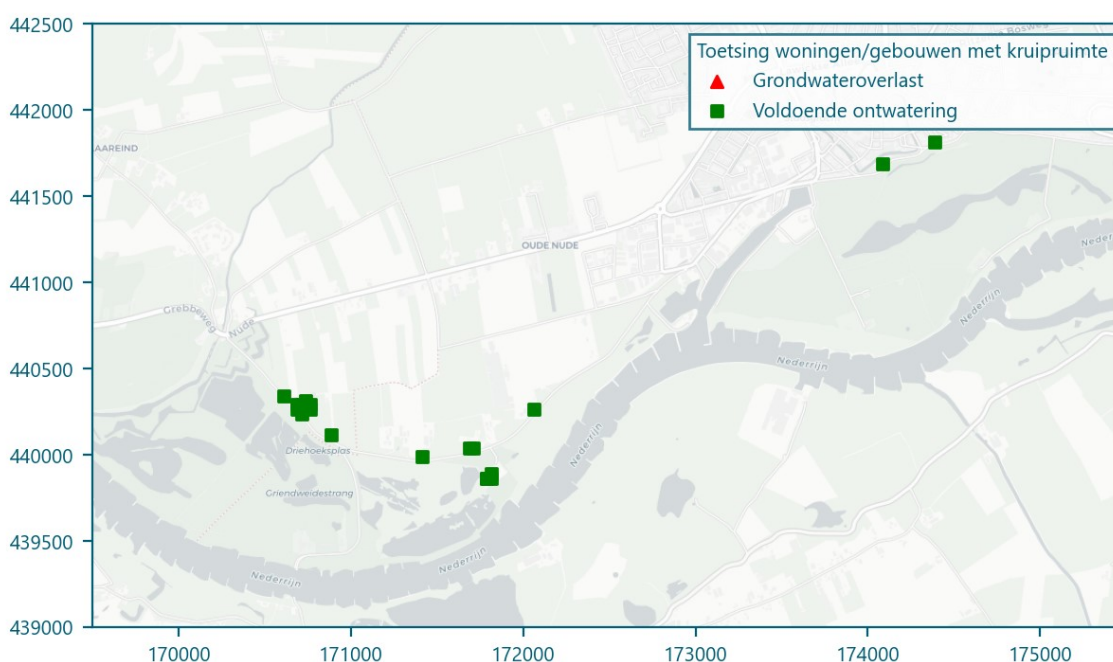 442500
Toetsing woningen/gebouwen met kruipruimte
Grondwateroverlast
Voldoende ontwatering
442000
AAREIND
441500
OUDE NUDE
Nederrijn
441000
Grebbeweg
Nude
Nederrijn
440500
Nederrijn
Nederrijn
440000
Driehoeksplas
Griendweidestrang
439500
Nederrijn
Nederrijn
439000
170000 171000 172000 173000 174000 175000